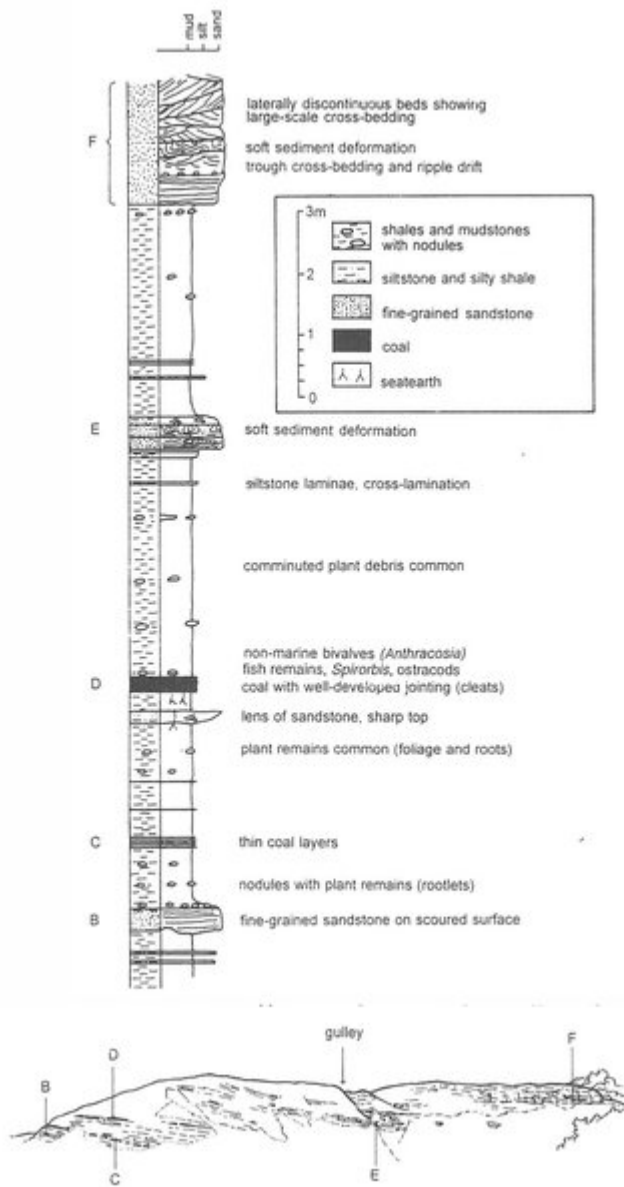 mud
silt
sand
F
laterally discontinuous beds showing
large-scale cross-bedding
soft sediment deformation
trough cross-bedding and ripple drift
3m
2
1
0
shales and mudstones
with nodules
siltstone and silty shale
fine-grained sandstone
coal
seatearth
E
soft sediment deformation
siltstone laminae, cross-lamination
comminuted plant debris common
non-marine bivalves (Anthracosia)
fish remains, Spirorbis, ostracods
D
coal with well-developed jointing (cleats)
lens of sandstone, sharp top
plant remains common (foliage and roots)
C
thin coal layers
nodules with plant remains (rootlets)
B
fine-grained sandstone on scoured surface
gulley
D
F
B
C
E